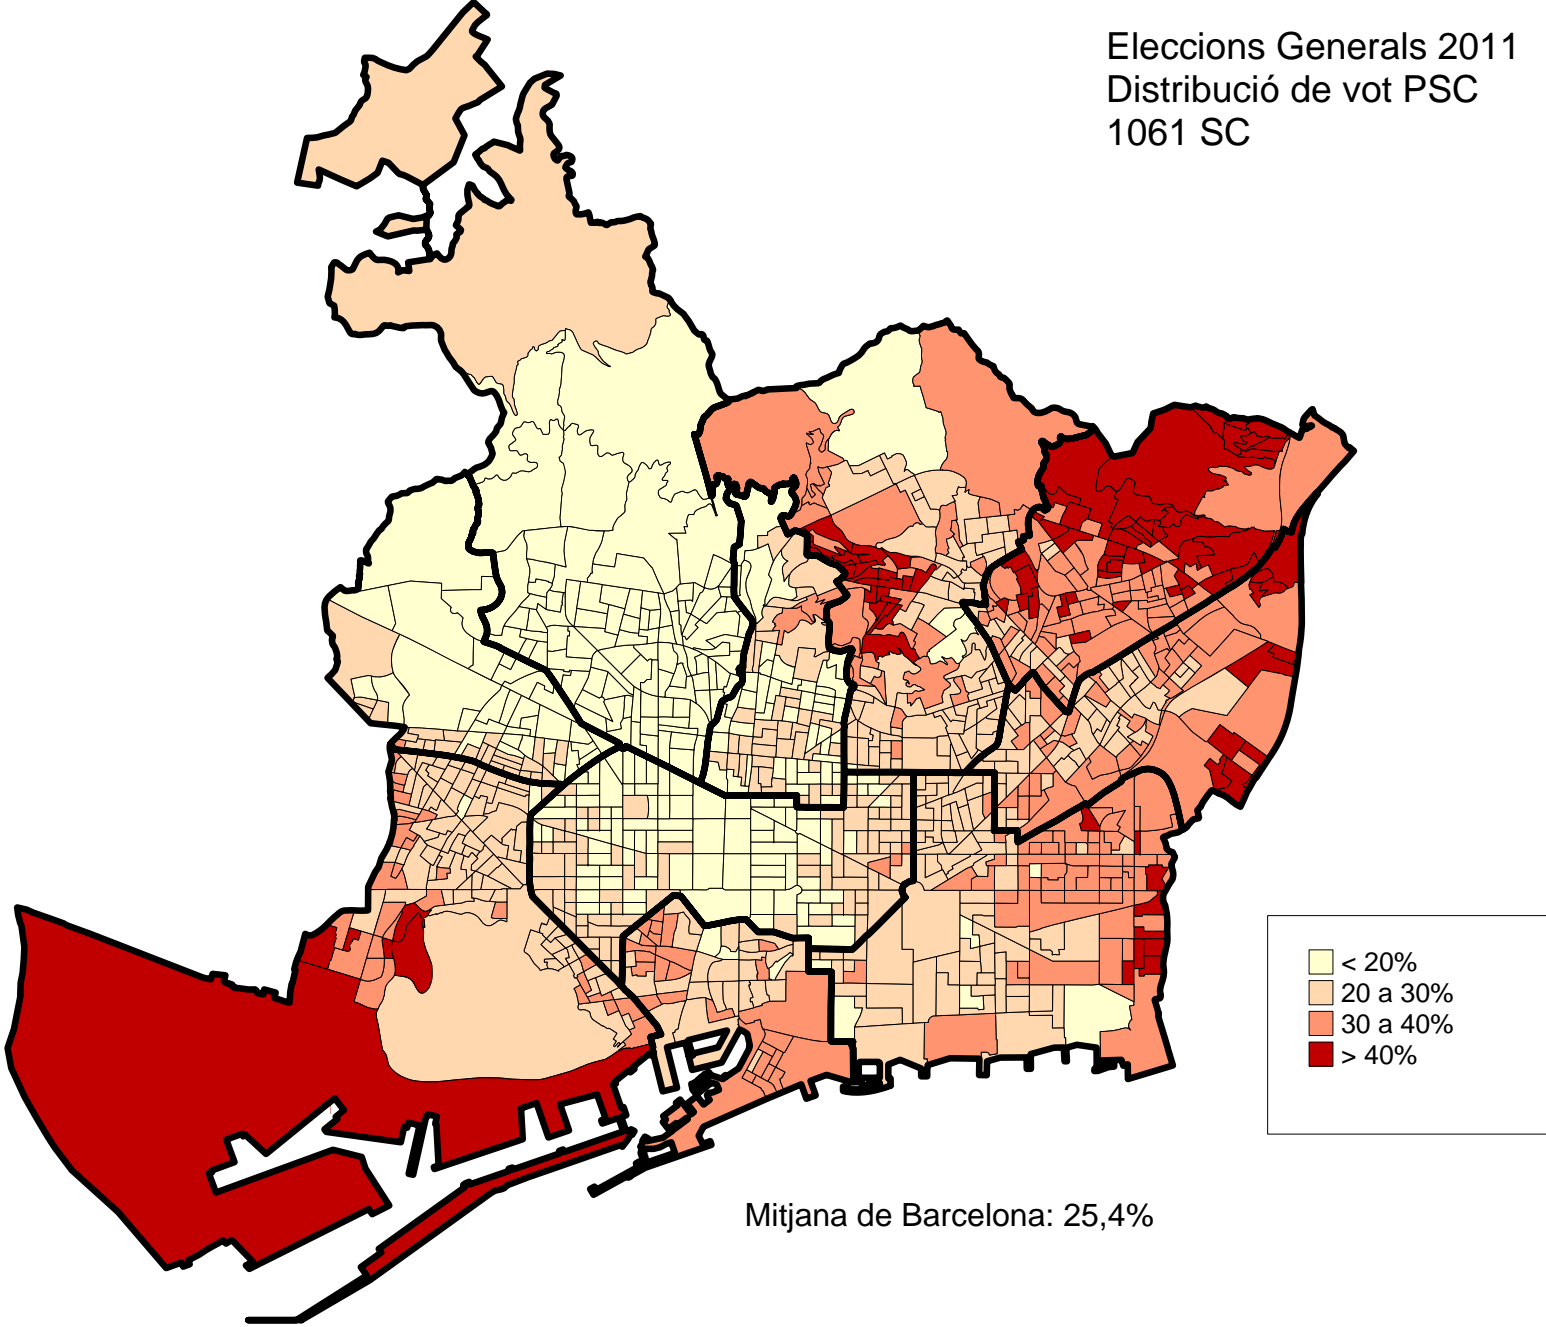 Eleccions Generals 2011
Distribució de vot PSC
1061 SC
< 20%
20 a 30%
30 a 40%
> 40%
Mitjana de Barcelona: 25,4%